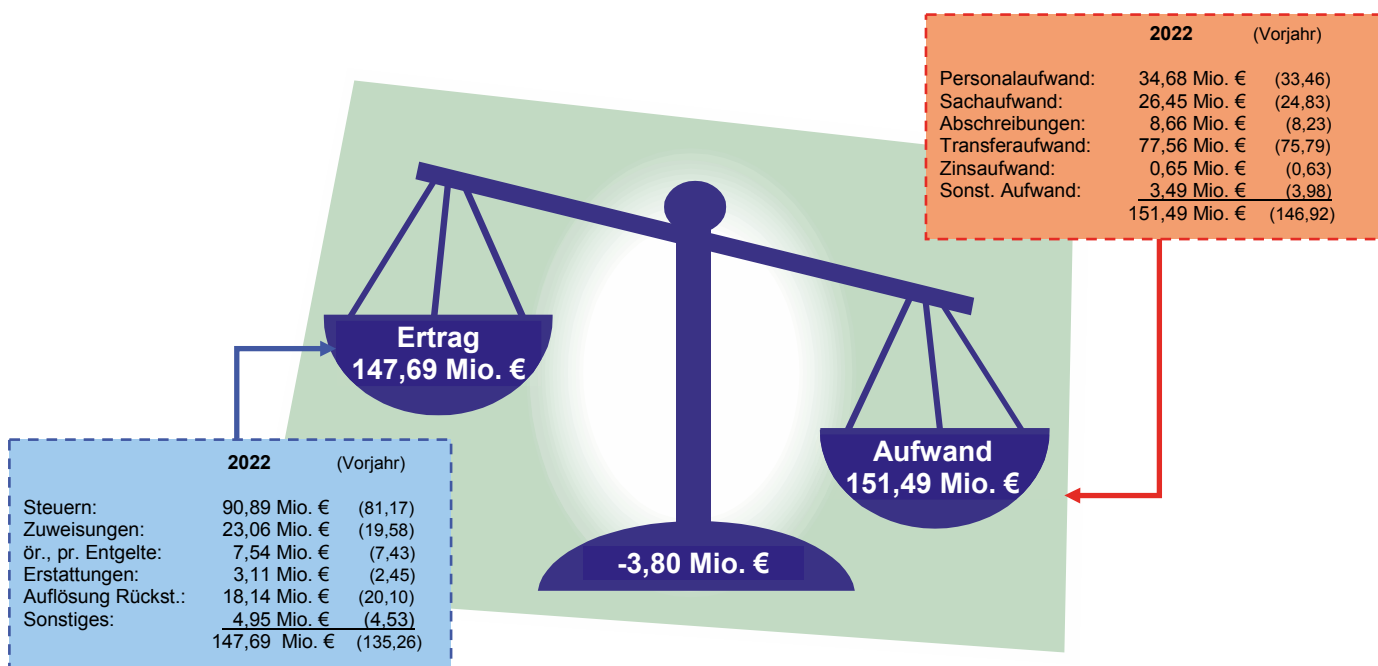 2022 (Vorjahr)
Personalaufwand: 34,68 Mio. € (33,46)
Sachaufwand: 26,45 Mio. € (24,83)
Abschreibungen: 8,66 Mio. € (8,23)
Transferaufwand: 77,56 Mio. € (75,79)
Zinsaufwand: 0,65 Mio. € (0,63)
Sonst. Aufwand: 3,49 Mio. € (3,98)
151,49 Mio. € (146,92)
Ertrag
147,69 Mio. €
Aufwand
151,49 Mio. €
-3,80 Mio. €
2022 (Vorjahr)
Steuern: 90,89 Mio. € (81,17)
Zuweisungen: 23,06 Mio. € (19,58)
ör., pr. Entgelte: 7,54 Mio. € (7,43)
Erstattungen: 3,11 Mio. € (2,45)
Auflösung Rückst.: 18,14 Mio. € (20,10)
Sonstiges: 4,95 Mio. € (4,53)
147,69 Mio. € (135,26)